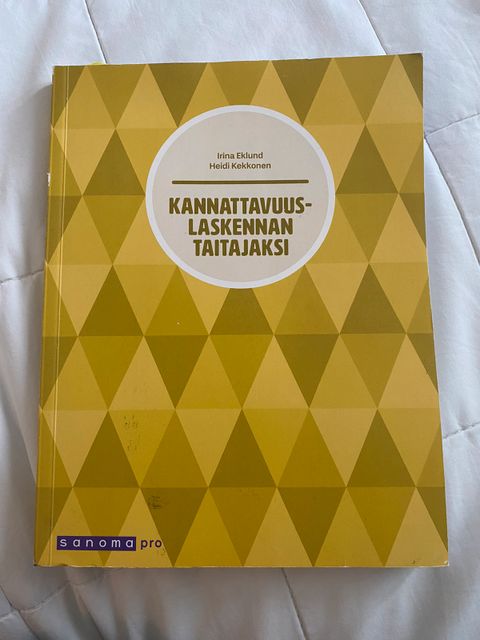 Irina Eklund
Heidi Kekkonen
KANNATTAVUUS-
LASKENNAN
TAITAJAKSI
sanoma pro